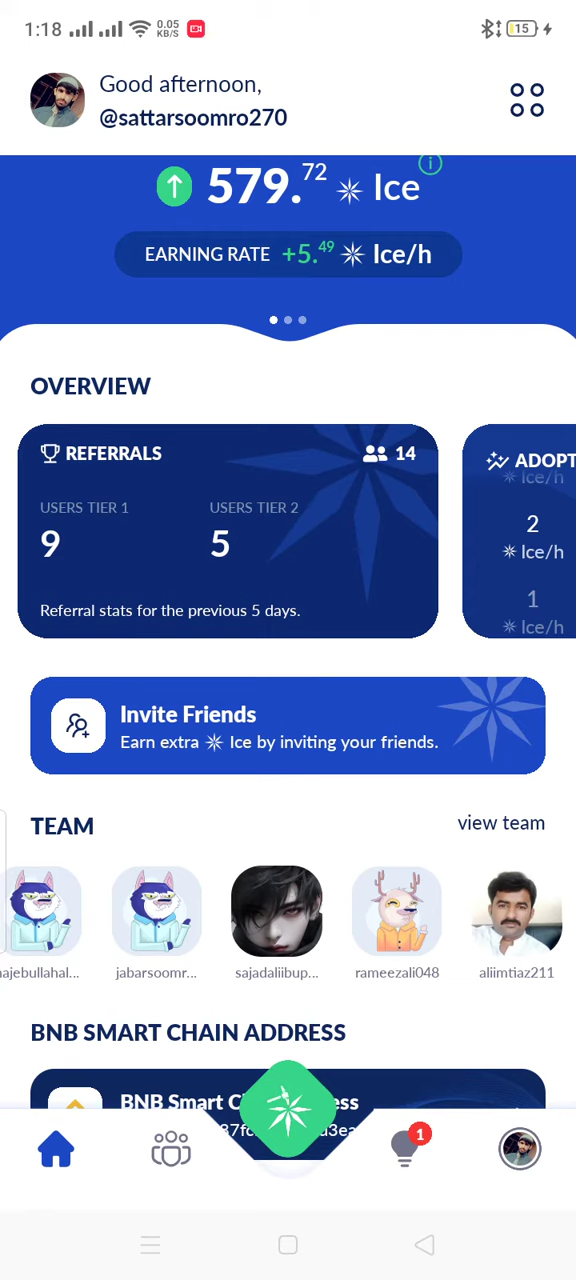 1:18 0.05 KB/S 15
Good afternoon,
@sattarsoomro270
579.72 Ice
EARNING RATE +5.49 Ice/h
OVERVIEW
REFERRALS 14
USERS TIER 1 USERS TIER 2
9 5
Referral stats for the previous 5 days.
ADOPT
Ice/h
2
Ice/h
1
Ice/h
Invite Friends
Earn extra Ice by inviting your friends.
TEAM view team
najebullahal... jabarsoomr... sajadaliibup... rameezali048 aliimtiaz211
BNB SMART CHAIN ADDRESS
BNB Smart
1